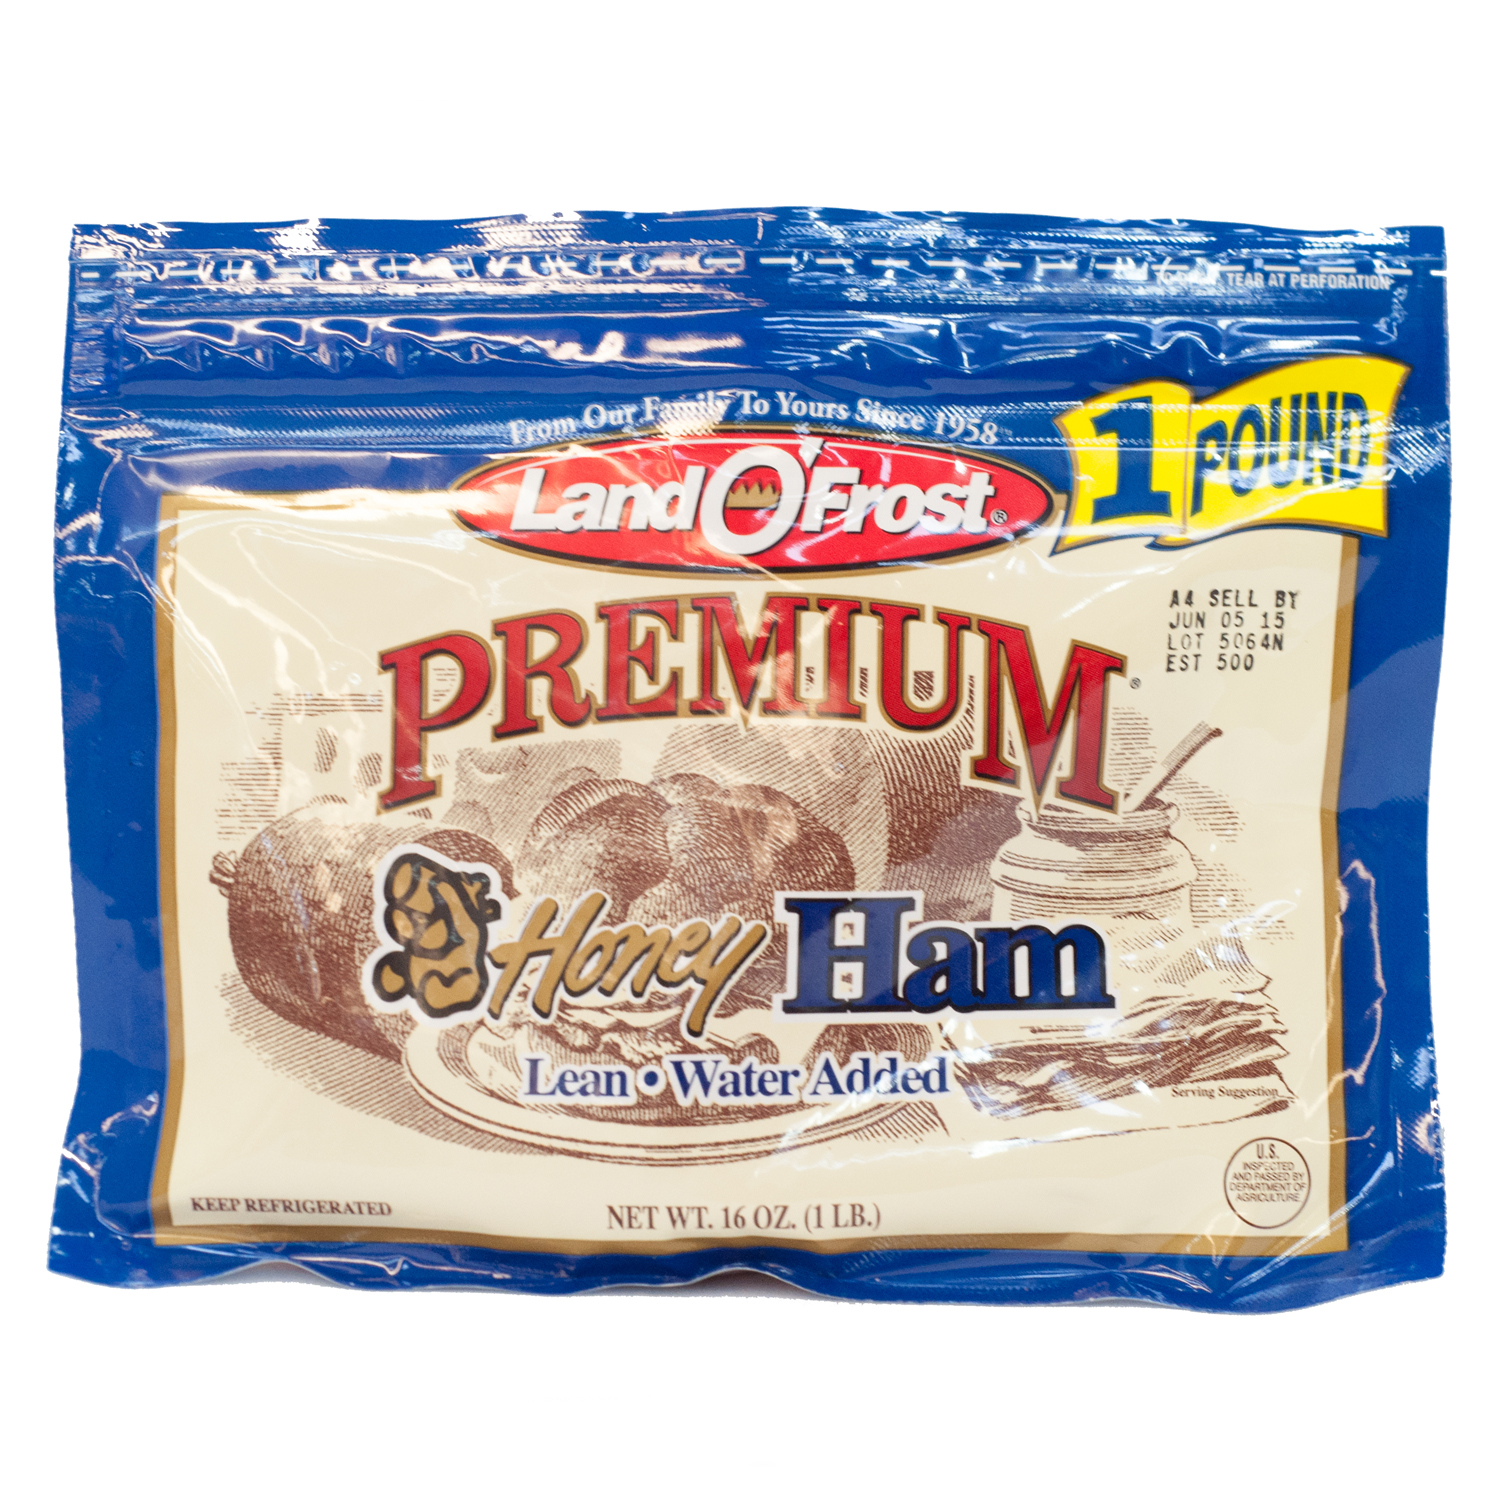 TEAR AT PERFORATION
From Our Family To Yours Since 1958
Land O'Frost®
1 POUND
A4 SELL BY
JUN 05 15
LOT 5064N
EST 500
PREMIUM®
Honey Ham
Lean • Water Added
Serving Suggestion
U.S.
INSPECTED
AND PASSED BY
DEPARTMENT OF
AGRICULTURE
KEEP REFRIGERATED
NET WT. 16 OZ. (1 LB.)